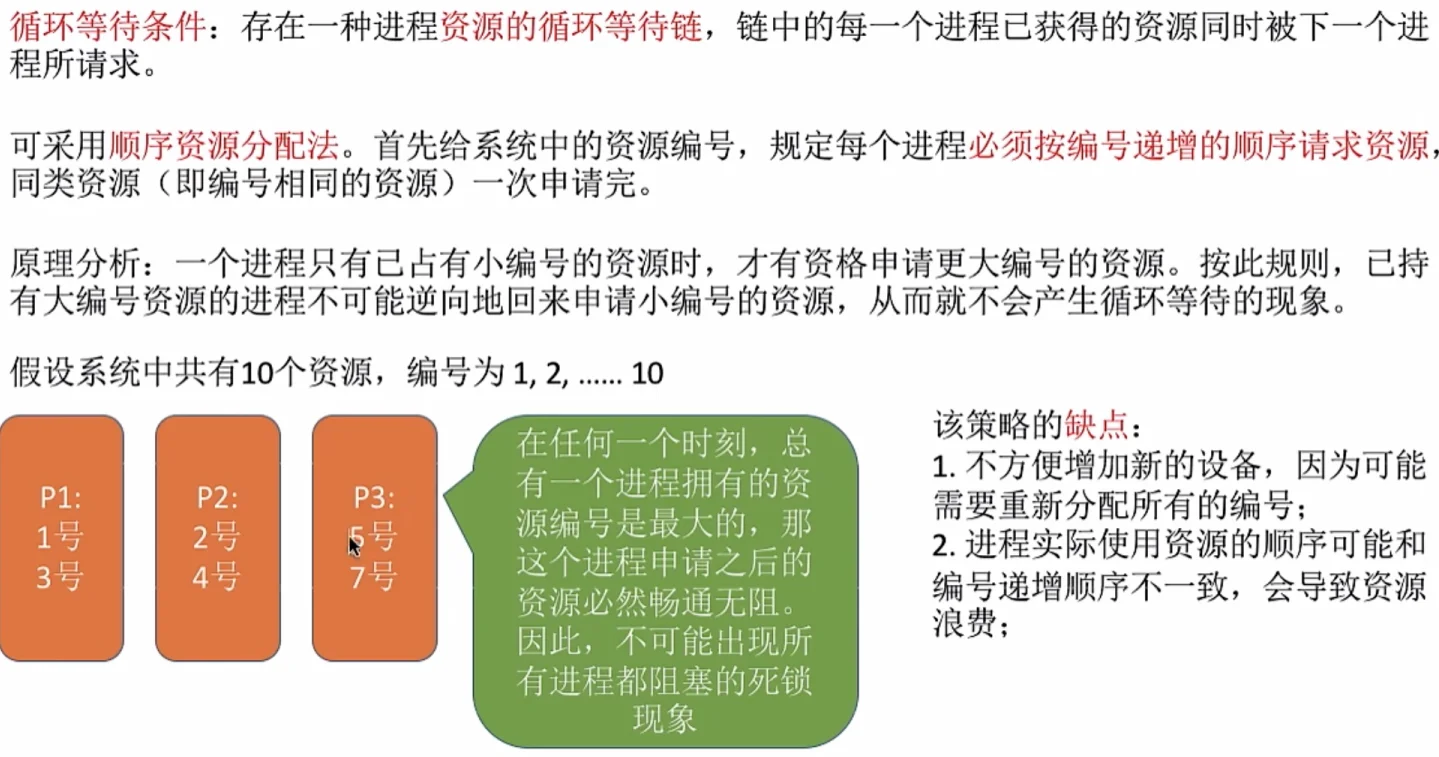 循环等待条件：存在一种进程资源的循环等待链，链中的每一个进程已获得的资源同时被下一个进
程所请求。
可采用顺序资源分配法。首先给系统中的资源编号，规定每个进程必须按编号递增的顺序请求资源，
同类资源（即编号相同的资源）一次申请完。
原理分析：一个进程只有已占有小编号的资源时，才有资格申请更大编号的资源。按此规则，已持
有大编号资源的进程不可能逆向地回来申请小编号的资源，从而就不会产生循环等待的现象。
假设系统中共有10个资源，编号为 1, 2, …… 10
P1:
1号
3号
P2:
2号
4号
P3:
5号
7号
在任何一个时刻，总
有一个进程拥有的资
源编号是最大的，那
这个进程申请之后的
资源必然畅通无阻。
因此，不可能出现所
有进程都阻塞的死锁
现象
该策略的缺点：
1. 不方便增加新的设备，因为可能
需要重新分配所有的编号；
2. 进程实际使用资源的顺序可能和
编号递增顺序不一致，会导致资源
浪费；